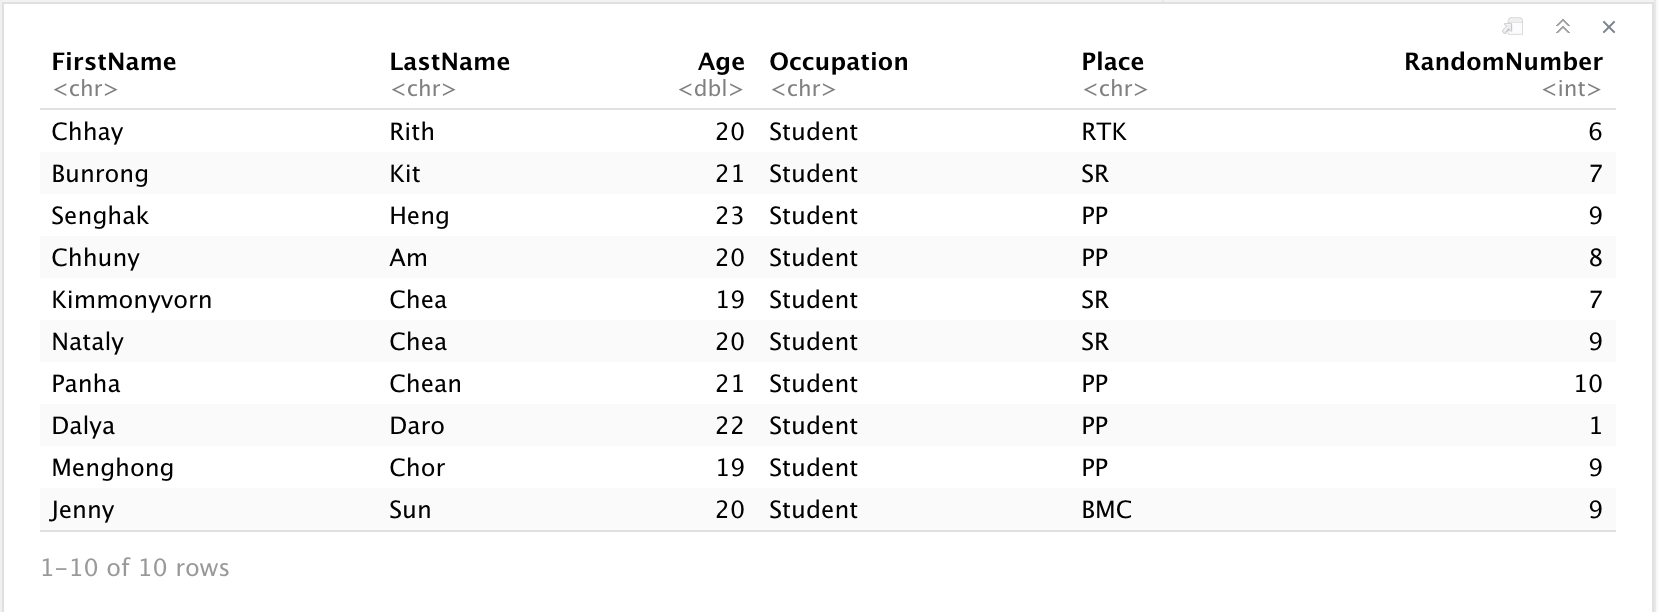 FirstName LastName Age Occupation Place RandomNumber
<chr> <chr> <dbl> <chr> <chr> <int>
Chhay Rith 20 Student RTK 6
Bunrong Kit 21 Student SR 7
Senghak Heng 23 Student PP 9
Chhuny Am 20 Student PP 8
Kimmonyvorn Chea 19 Student SR 7
Nataly Chea 20 Student SR 9
Panha Chean 21 Student PP 10
Dalya Daro 22 Student PP 1
Menghong Chor 19 Student PP 9
Jenny Sun 20 Student BMC 9
1-10 of 10 rows